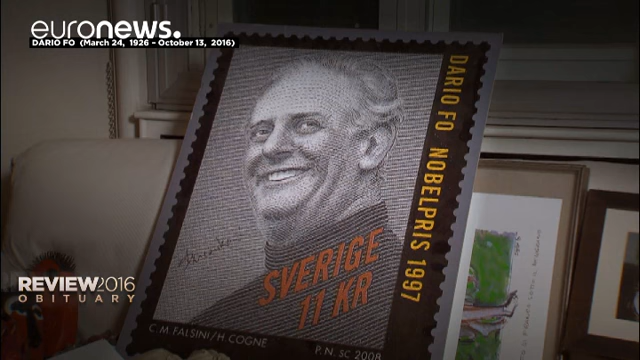 euronews.
DARIO FO (March 24, 1926 - October 13, 2016)
DARIO FO NOBELPRIS 1997
SVERIGE
11 KR
C. M. FALSINI/H COGNE
P. N. SC 2008
REVIEW2016
OBITUARY